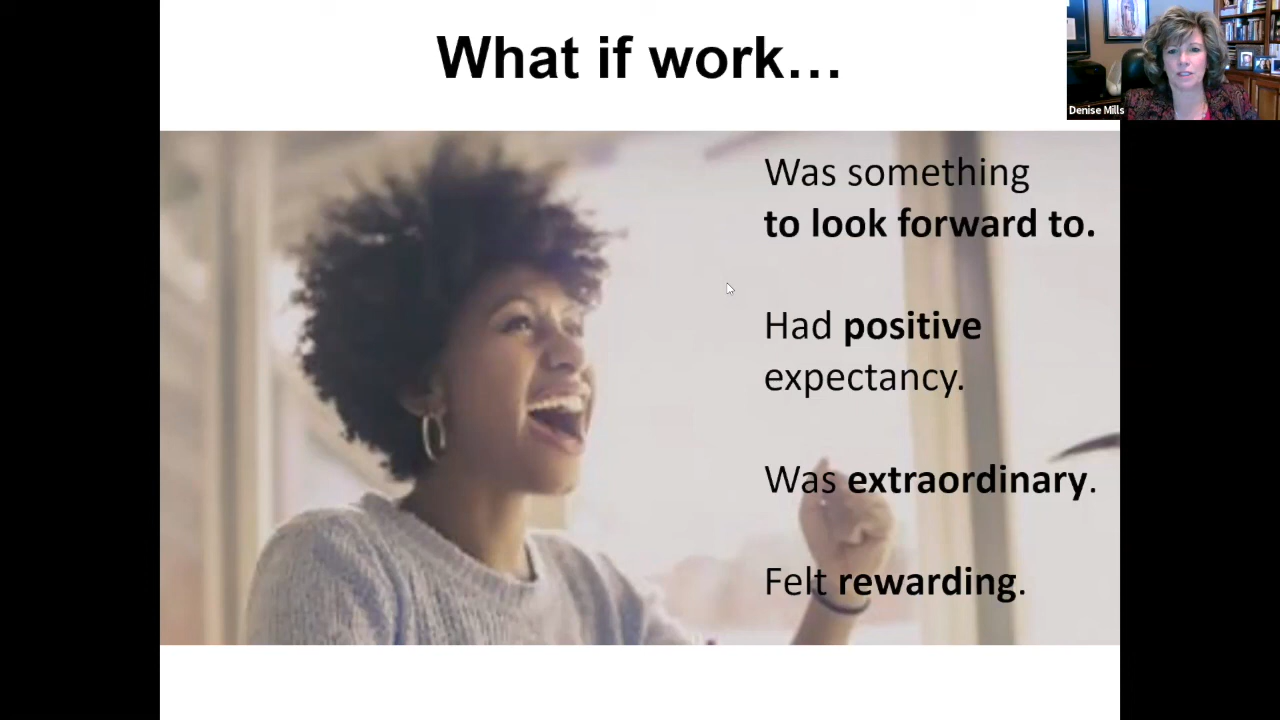 What if work…
Denise Mills
Was something
to look forward to.
Had positive
expectancy.
Was extraordinary.
Felt rewarding.